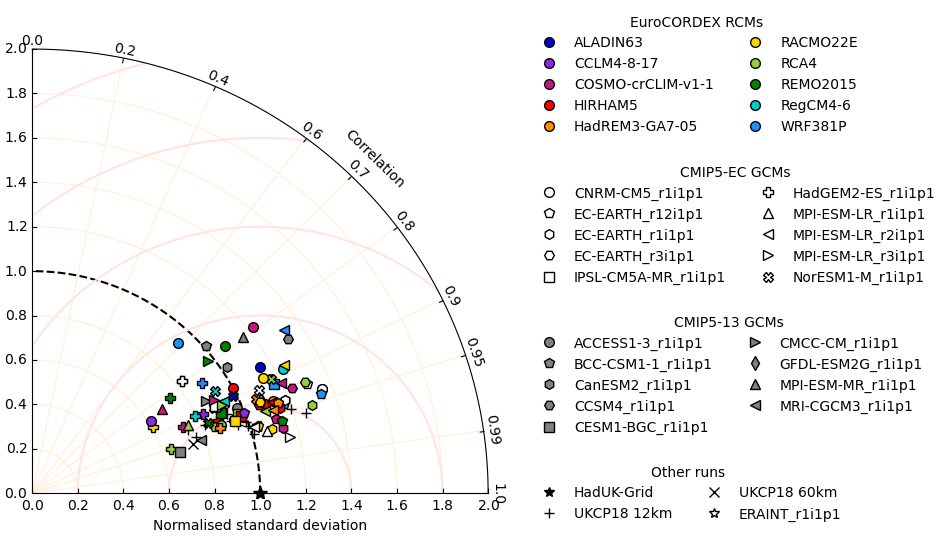 EuroCORDEX RCMs
ALADIN63
RACMO22E
CCLM4-8-17
RCA4
COSMO-crCLIM-v1-1
REMO2015
HIRHAM5
RegCM4-6
HadREM3-GA7-05
WRF381P
CMIP5-EC GCMs
CNRM-CM5_r1i1p1
HadGEM2-ES_r1i1p1
EC-EARTH_r12i1p1
MPI-ESM-LR_r1i1p1
EC-EARTH_r1i1p1
MPI-ESM-LR_r2i1p1
EC-EARTH_r3i1p1
MPI-ESM-LR_r3i1p1
IPSL-CM5A-MR_r1i1p1
NorESM1-M_r1i1p1
CMIP5-13 GCMs
ACCESS1-3_r1i1p1
CMCC-CM_r1i1p1
BCC-CSM1-1_r1i1p1
GFDL-ESM2G_r1i1p1
CanESM2_r1i1p1
MPI-ESM-MR_r1i1p1
CCSM4_r1i1p1
MRI-CGCM3_r1i1p1
CESM1-BGC_r1i1p1
Other runs
HadUK-Grid
UKCP18 60km
UKCP18 12km
ERAINT_r1i1p1
Correlation
0.0
0.2
0.4
0.6
0.7
0.8
0.9
0.95
0.99
1.0
2.0
1.8
1.6
1.4
1.2
1.0
0.8
0.6
0.4
0.2
0.0
0.0 0.2 0.4 0.6 0.8 1.0 1.2 1.4 1.6 1.8 2.0
Normalised standard deviation